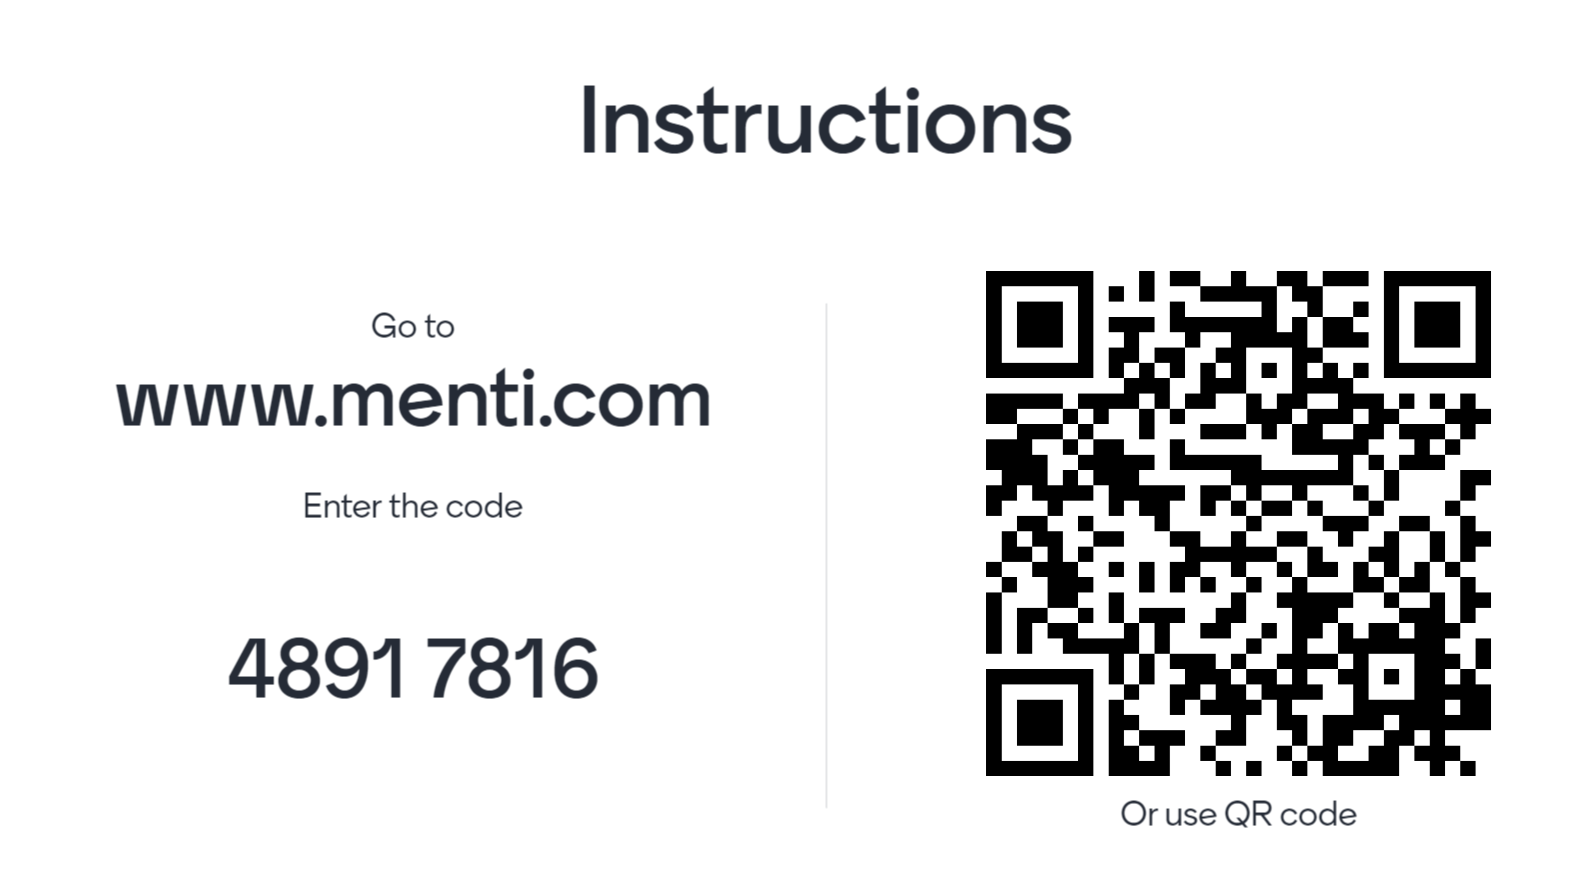 Instructions
Go to
www.menti.com
Enter the code
4891 7816
Or use QR code